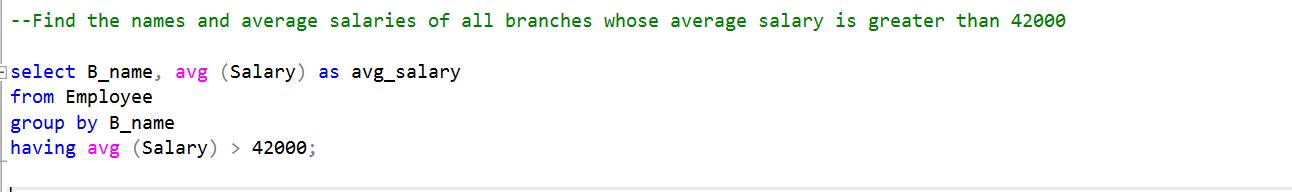 --Find the names and average salaries of all branches whose average salary is greater than 42000
select B_name, avg (Salary) as avg_salary
from Employee
group by B_name
having avg (Salary) > 42000;